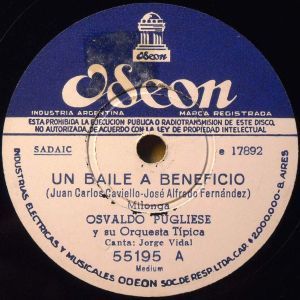 Odeon
INDUSTRIA ARGENTINA MARCA REGISTRADA
ESTA PROHIBIDA LA EJECUCION PUBLICA O RADIOTRANSMISION DE ESTE DISCO,
NO AUTORIZADA, DE ACUERDO CON LA LEY DE PROPIEDAD INTELECTUAL
SADAIC e 17892
UN BAILE A BENEFICIO
(Juan Carlos Caviello-José Alfredo Fernández)
Milonga
OSVALDO PUGLIESE
y su Orquesta Típica
Canta: Jorge Vidal
55195 A
Medium
INDUSTRIAS ELECTRICAS Y MUSICALES ODEON SOC. DE RESP. LTDA. CAP. $2.000.000 - B. AIRES